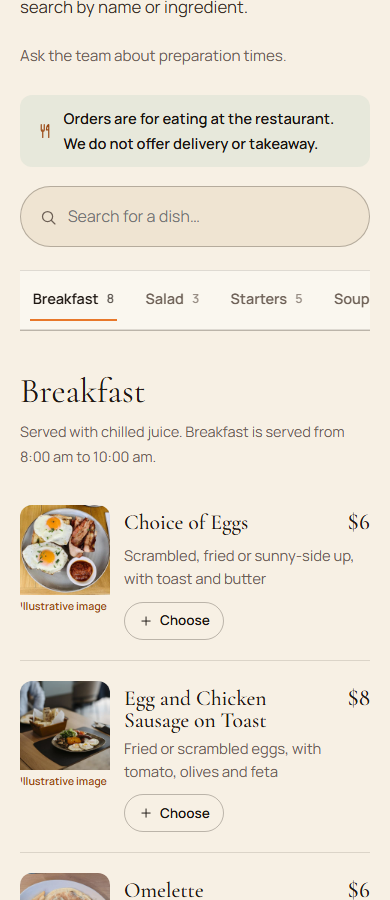 search by name or ingredient.
Ask the team about preparation times.
Orders are for eating at the restaurant.
We do not offer delivery or takeaway.
Search for a dish...
Breakfast 8 Salad 3 Starters 5 Soup
Breakfast
Served with chilled juice. Breakfast is served from
8:00 am to 10:00 am.
Choice of Eggs $6
Scrambled, fried or sunny-side up,
with toast and butter
Illustrative image
+ Choose
Egg and Chicken $8
Sausage on Toast
Fried or scrambled eggs, with
tomato, olives and feta
Illustrative image
+ Choose
Omelette $6